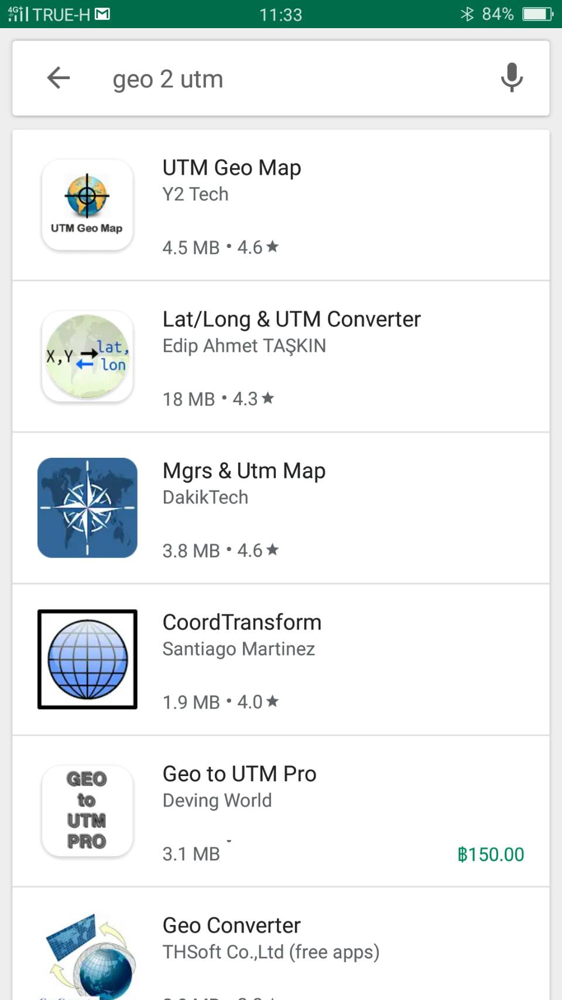 4G+ TRUE-H 11:33 84%
geo 2 utm
UTM Geo Map
Y2 Tech
UTM Geo Map
4.5 MB • 4.6 ★
Lat/Long & UTM Converter
Edip Ahmet TAŞKIN
X,Y lat,
lon
18 MB • 4.3 ★
Mgrs & Utm Map
DakikTech
3.8 MB • 4.6 ★
CoordTransform
Santiago Martinez
1.9 MB • 4.0 ★
Geo to UTM Pro
Deving World
GEO
to
UTM
PRO
3.1 MB
฿150.00
Geo Converter
THSoft Co.,Ltd (free apps)